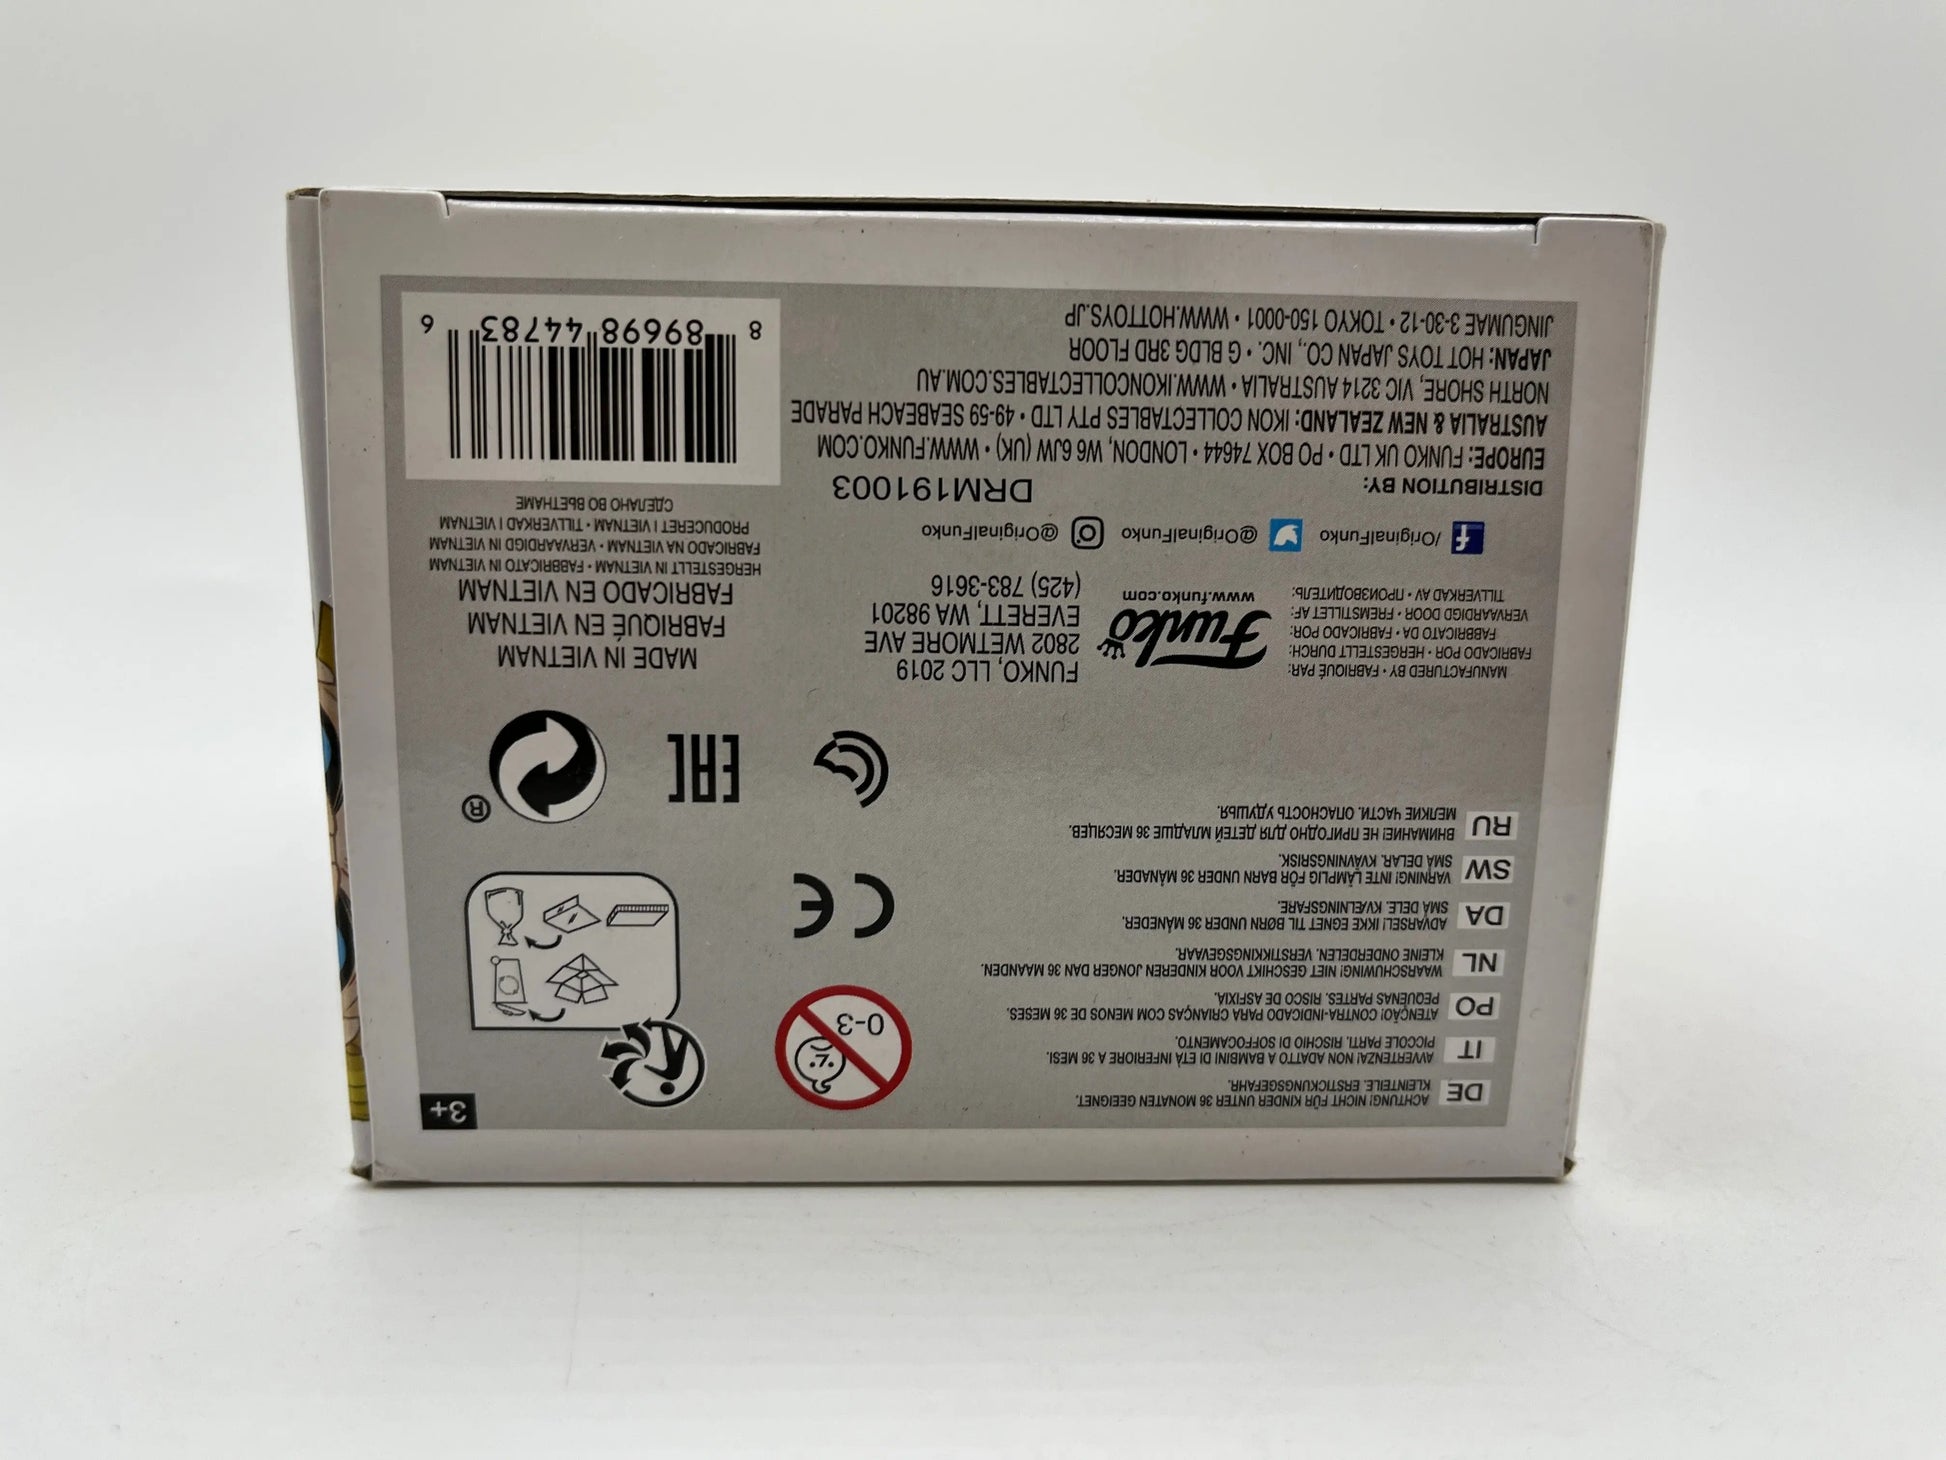 3+
DE
ACHTUNG! NICHT FÜR KINDER UNTER 36 MONATEN GEEIGNET.
KLEINTEILE. ERSTICKUNGSGEFAHR.
IT
AVVERTENZA! NON ADATTO A BAMBINI DI ETÀ INFERIORE A 36 MESI.
PICCOLE PARTI. RISCHIO DI SOFFOCAMENTO.
PO
ATENÇÃO! CONTRA-INDICADO PARA CRIANÇAS COM MENOS DE 36 MESES.
PEQUENAS PARTES. RISCO DE ASFIXIA.
NL
WAARSCHUWING! NIET GESCHIKT VOOR KINDEREN JONGER DAN 36 MAANDEN.
KLEINE ONDERDELEN. VERSTIKKINGSGEVAAR.
DA
ADVARSEL! IKKE EGNET TIL BØRN UNDER 36 MÅNEDER.
SMÅ DELE. KVÆLNINGSFARE.
SW
VARNING! INTE LÄMPLIG FÖR BARN UNDER 36 MÅNADER.
SMÅ DELAR. KVÄVNINGSRISK.
RU
ВНИМАНИЕ! НЕ ПРИГОДНО ДЛЯ ДЕТЕЙ МЛАДШЕ 36 МЕСЯЦЕВ.
МЕЛКИЕ ЧАСТИ. ОПАСНОСТЬ УДУШЬЯ.
0-3
CE
EAC
®
MANUFACTURED BY • FABRIQUÉ PAR:
FABRICADO POR • HERGESTELLT DURCH:
FABBRICATO DA • FABRICADO POR:
VERVAARDIGD DOOR • FREMSTILLET AF:
TILLVERKAD AV • ПРОИЗВОДИТЕЛЬ:
Funko
www.funko.com
FUNKO, LLC 2019
2802 WETMORE AVE
EVERETT, WA 98201
(425) 783-3616
MADE IN VIETNAM
FABRIQUÉ EN VIETNAM
FABRICADO EN VIETNAM
HERGESTELLT IN VIETNAM • FABBRICATO IN VIETNAM
FABRICADO NA VIETNAM • VERVAARDIGD IN VIETNAM
PRODUCERET I VIETNAM • TILLVERKAD I VIETNAM
СДЕЛАНО ВО ВЬЕТНАМЕ
/OriginalFunko
@OriginalFunko
@OriginalFunko
DISTRIBUTION BY:
DRM191003
EUROPE: FUNKO UK LTD • PO BOX 74644 • LONDON, W6 6JW (UK) • WWW.FUNKO.COM
AUSTRALIA & NEW ZEALAND: IKON COLLECTABLES PTY LTD • 49-59 SEABEACH PARADE
NORTH SHORE, VIC 3214 AUSTRALIA • WWW.IKONCOLLECTABLES.COM.AU
JAPAN: HOT TOYS JAPAN CO., INC. • G BLDG 3RD FLOOR
JINGUMAE 3-30-12 • TOKYO 150-0001 • WWW.HOTTOYS.JP
8 89698 44783 6